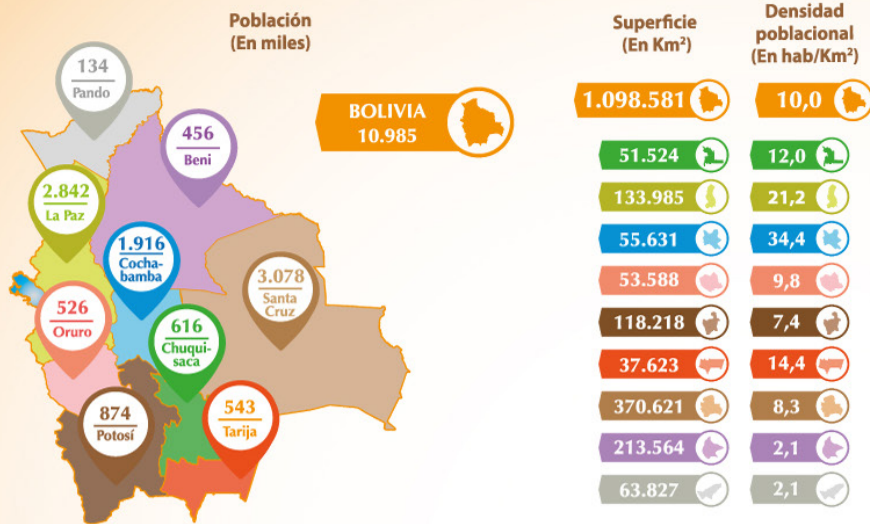 Población
(En miles)
134
Pando
456
Beni
2.842
La Paz
1.916
Cocha-
bamba
3.078
Santa
Cruz
526
Oruro
616
Chuqui-
saca
874
Potosí
543
Tarija
BOLIVIA
10.985
Superficie
(En Km²)
Densidad
poblacional
(En hab/Km²)
1.098.581 10,0
51.524 12,0
133.985 21,2
55.631 34,4
53.588 9,8
118.218 7,4
37.623 14,4
370.621 8,3
213.564 2,1
63.827 2,1